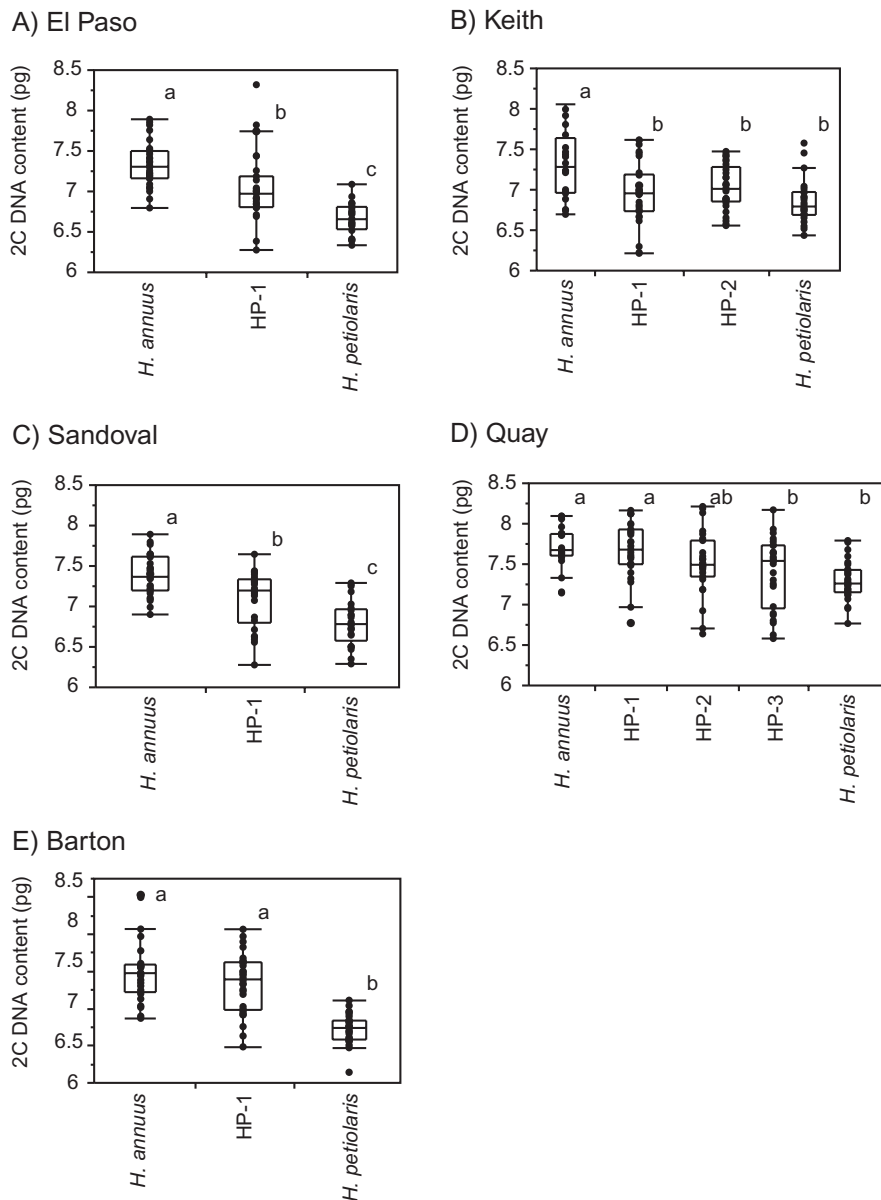 A) El Paso
2C DNA content (pg)
8.5
8
7.5
7
6.5
6
a
b
c
H. annuus
HP-1
H. petiolaris
B) Keith
2C DNA content (pg)
8.5
8
7.5
7
6.5
6
a
b
b
b
H. annuus
HP-1
HP-2
H. petiolaris
C) Sandoval
2C DNA content (pg)
8.5
8
7.5
7
6.5
6
a
b
c
H. annuus
HP-1
H. petiolaris
D) Quay
2C DNA content (pg)
8.5
8
7.5
7
6.5
6
a
a
ab
b
b
H. annuus
HP-1
HP-2
HP-3
H. petiolaris
E) Barton
2C DNA content (pg)
8.5
8
7.5
7
6.5
6
a
a
b
H. annuus
HP-1
H. petiolaris